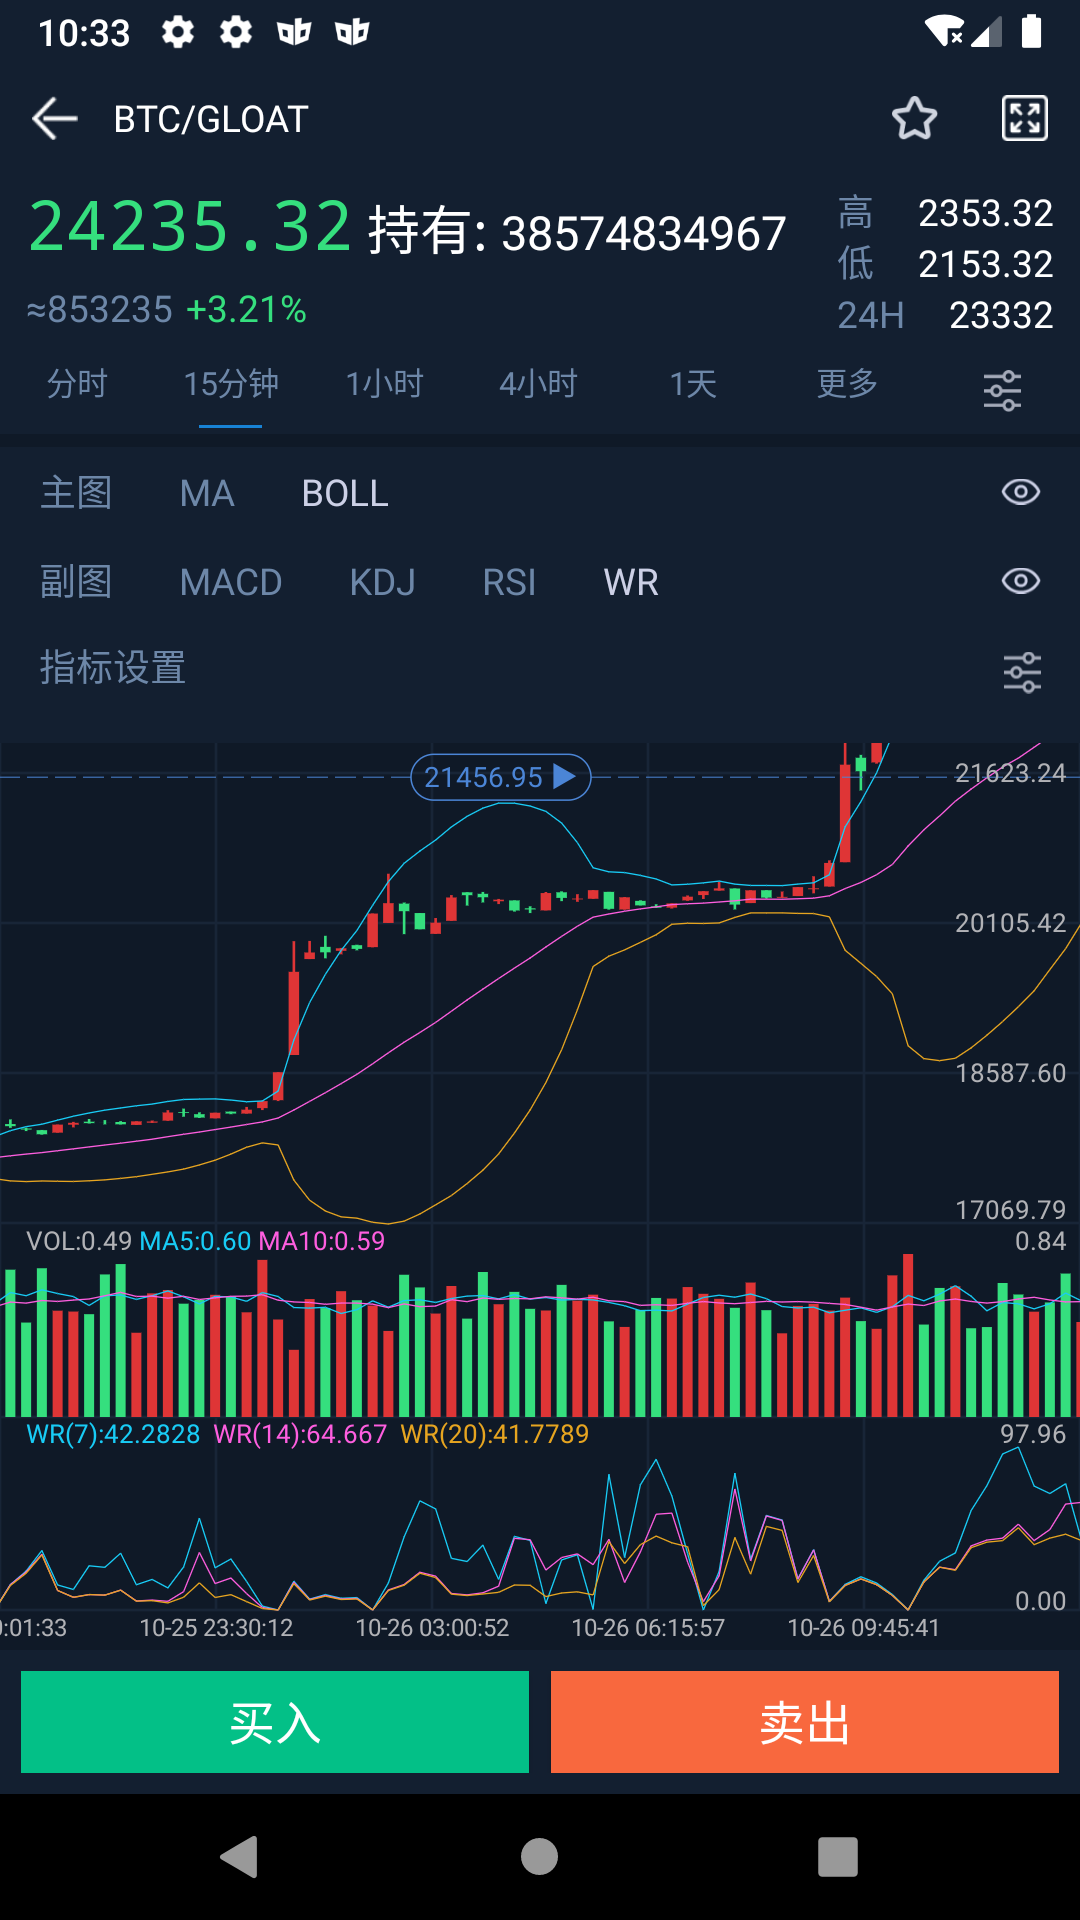 10:33
BTC/GLOAT
24235.32 持有: 38574834967
高 2353.32
低 2153.32
≈853235 +3.21%
24H 23332
分时 15分钟 1小时 4小时 1天 更多
主图 MA BOLL
副图 MACD KDJ RSI WR
指标设置
21456.95
21623.24
20105.42
18587.60
17069.79
VOL:0.49 MA5:0.60 MA10:0.59 0.84
WR(7):42.2828 WR(14):64.667 WR(20):41.7789 97.96
0.00
:01:33 10-25 23:30:12 10-26 03:00:52 10-26 06:15:57 10-26 09:45:41
买入 卖出